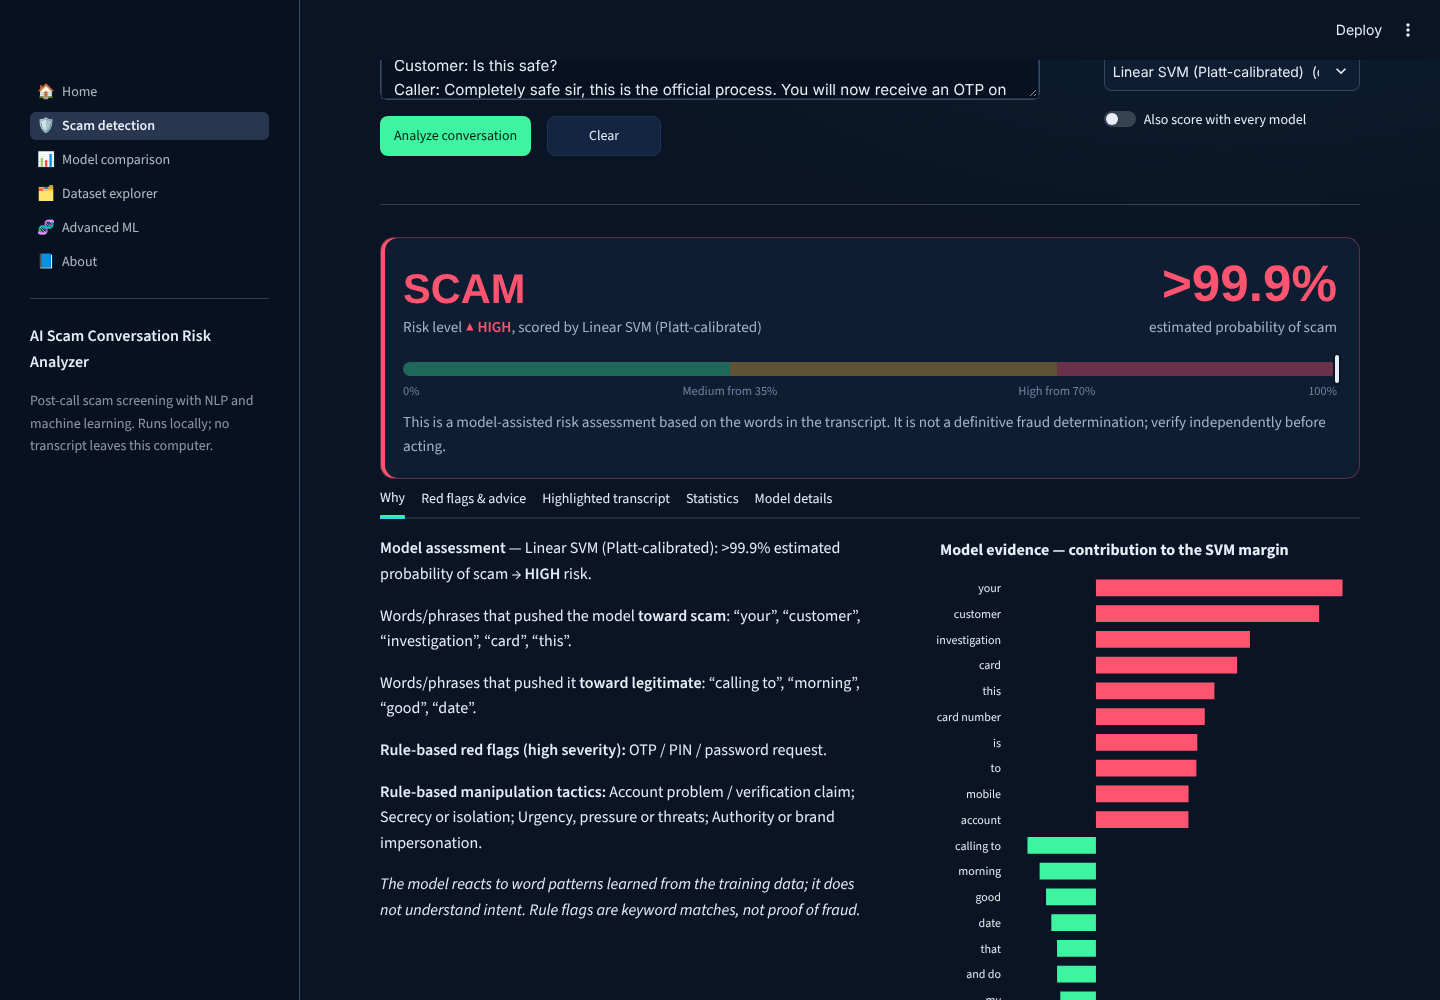 Deploy
Home
Scam detection
Model comparison
Dataset explorer
Advanced ML
About
AI Scam Conversation Risk
Analyzer
Post-call scam screening with NLP and
machine learning. Runs locally; no
transcript leaves this computer.
Customer: Is this safe?
Caller: Completely safe sir, this is the official process. You will now receive an OTP on
Linear SVM (Platt-calibrated)
Also score with every model
Analyze conversation
Clear
SCAM
>99.9%
Risk level ▲ HIGH, scored by Linear SVM (Platt-calibrated)
estimated probability of scam
0%
Medium from 35%
High from 70%
100%
This is a model-assisted risk assessment based on the words in the transcript. It is not a definitive fraud determination; verify independently before
acting.
Why
Red flags & advice
Highlighted transcript
Statistics
Model details
Model assessment — Linear SVM (Platt-calibrated): >99.9% estimated
probability of scam → HIGH risk.
Words/phrases that pushed the model toward scam: “your”, “customer”,
“investigation”, “card”, “this”.
Words/phrases that pushed it toward legitimate: “calling to”, “morning”,
“good”, “date”.
Rule-based red flags (high severity): OTP / PIN / password request.
Rule-based manipulation tactics: Account problem / verification claim;
Secrecy or isolation; Urgency, pressure or threats; Authority or brand
impersonation.
The model reacts to word patterns learned from the training data; it does
not understand intent. Rule flags are keyword matches, not proof of fraud.
Model evidence — contribution to the SVM margin
your
customer
investigation
card
this
card number
is
to
mobile
account
calling to
morning
good
date
that
and do